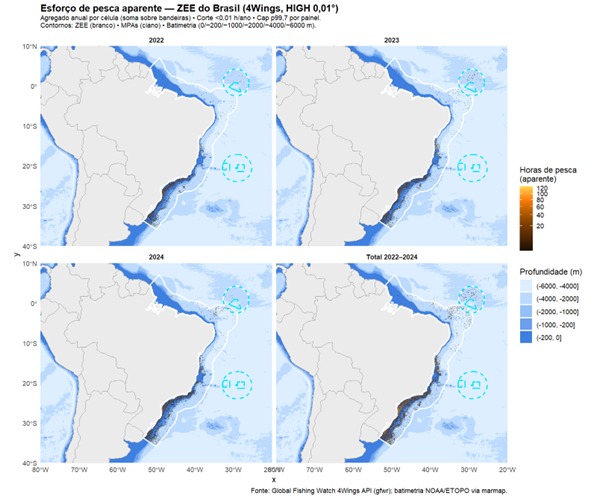 Esforço de pesca aparente — ZEE do Brasil (4Wings, HIGH 0,01°)
Agregado anual por célula (soma sobre bandeiras) • Corte <0,01 h/ano • Cap p99,7 por painel.
Contornos: ZEE (branco) • MPAs (ciano) • Batimetria (0/−200/−1000/−2000/−4000/−6000 m).
2022
2023
10°N
0°
10°S
20°S
30°S
40°S
Horas de pesca
(aparente)
120
100
80
60
40
20
y
2024
Total 2022–2024
10°N
0°
10°S
20°S
30°S
40°S
Profundidade (m)
(-6000, -4000]
(-4000, -2000]
(-2000, -1000]
(-1000, -200]
(-200, 0]
80°W 70°W 60°W 50°W 40°W 30°W 70°W 60°W 50°W 40°W 30°W 20°W
x
Fonte: Global Fishing Watch 4Wings API (gfwr); batimetria NOAA/ETOPO via marmap.